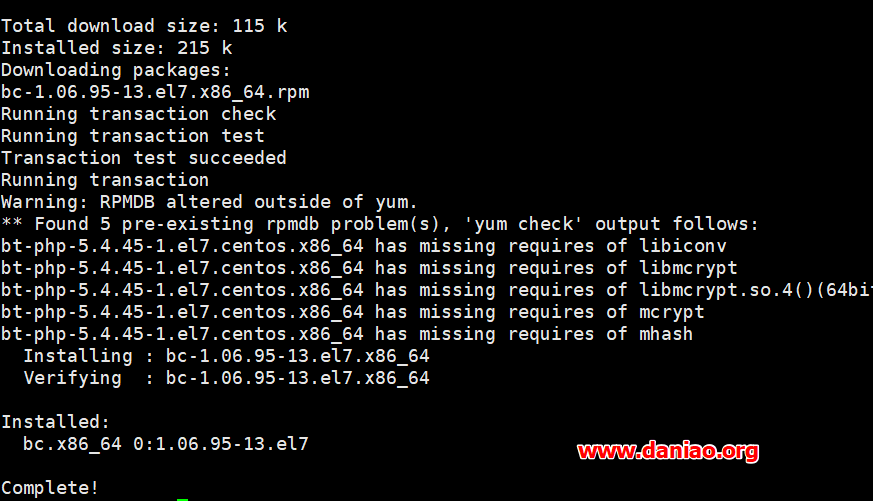 Total download size: 115 k
Installed size: 215 k
Downloading packages:
bc-1.06.95-13.el7.x86_64.rpm
Running transaction check
Running transaction test
Transaction test succeeded
Running transaction
Warning: RPMDB altered outside of yum.
** Found 5 pre-existing rpmdb problem(s), 'yum check' output follows:
bt-php-5.4.45-1.el7.centos.x86_64 has missing requires of libiconv
bt-php-5.4.45-1.el7.centos.x86_64 has missing requires of libmcrypt
bt-php-5.4.45-1.el7.centos.x86_64 has missing requires of libmcrypt.so.4()(64bit
bt-php-5.4.45-1.el7.centos.x86_64 has missing requires of mcrypt
bt-php-5.4.45-1.el7.centos.x86_64 has missing requires of mhash
  Installing : bc-1.06.95-13.el7.x86_64
  Verifying  : bc-1.06.95-13.el7.x86_64
Installed:
  bc.x86_64 0:1.06.95-13.el7
www.daniao.org
Complete!